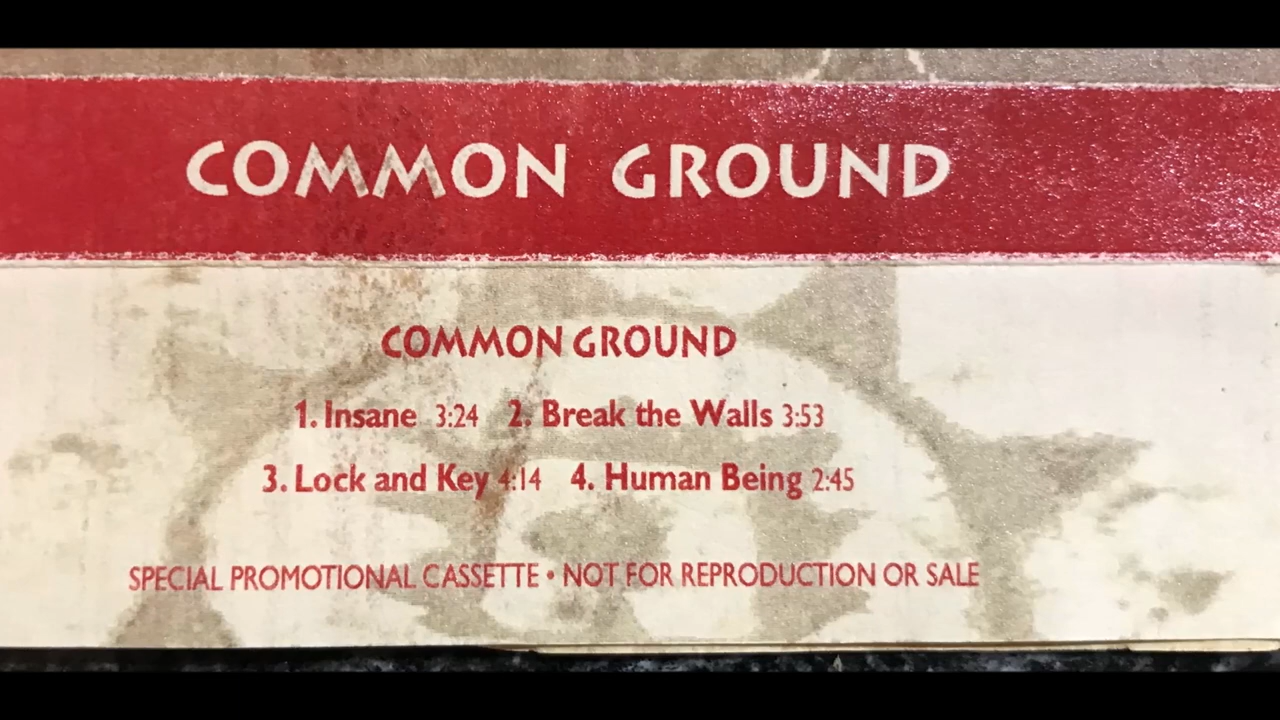 COMMON GROUND
COMMON GROUND
1. Insane 3:24 2. Break the Walls 3:53
3. Lock and Key 4:14 4. Human Being 2:45
SPECIAL PROMOTIONAL CASSETTE • NOT FOR REPRODUCTION OR SALE